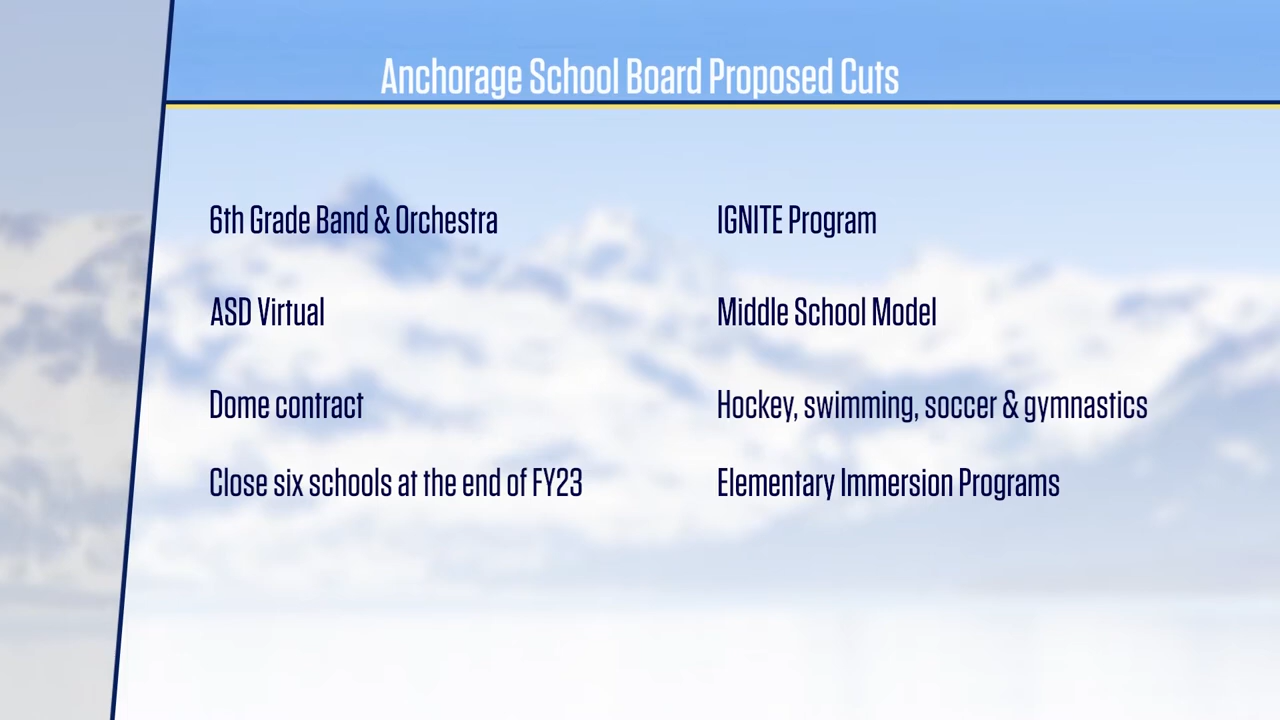 Anchorage School Board Proposed Cuts
6th Grade Band & Orchestra
ASD Virtual
Dome contract
Close six schools at the end of FY23
IGNITE Program
Middle School Model
Hockey, swimming, soccer & gymnastics
Elementary Immersion Programs